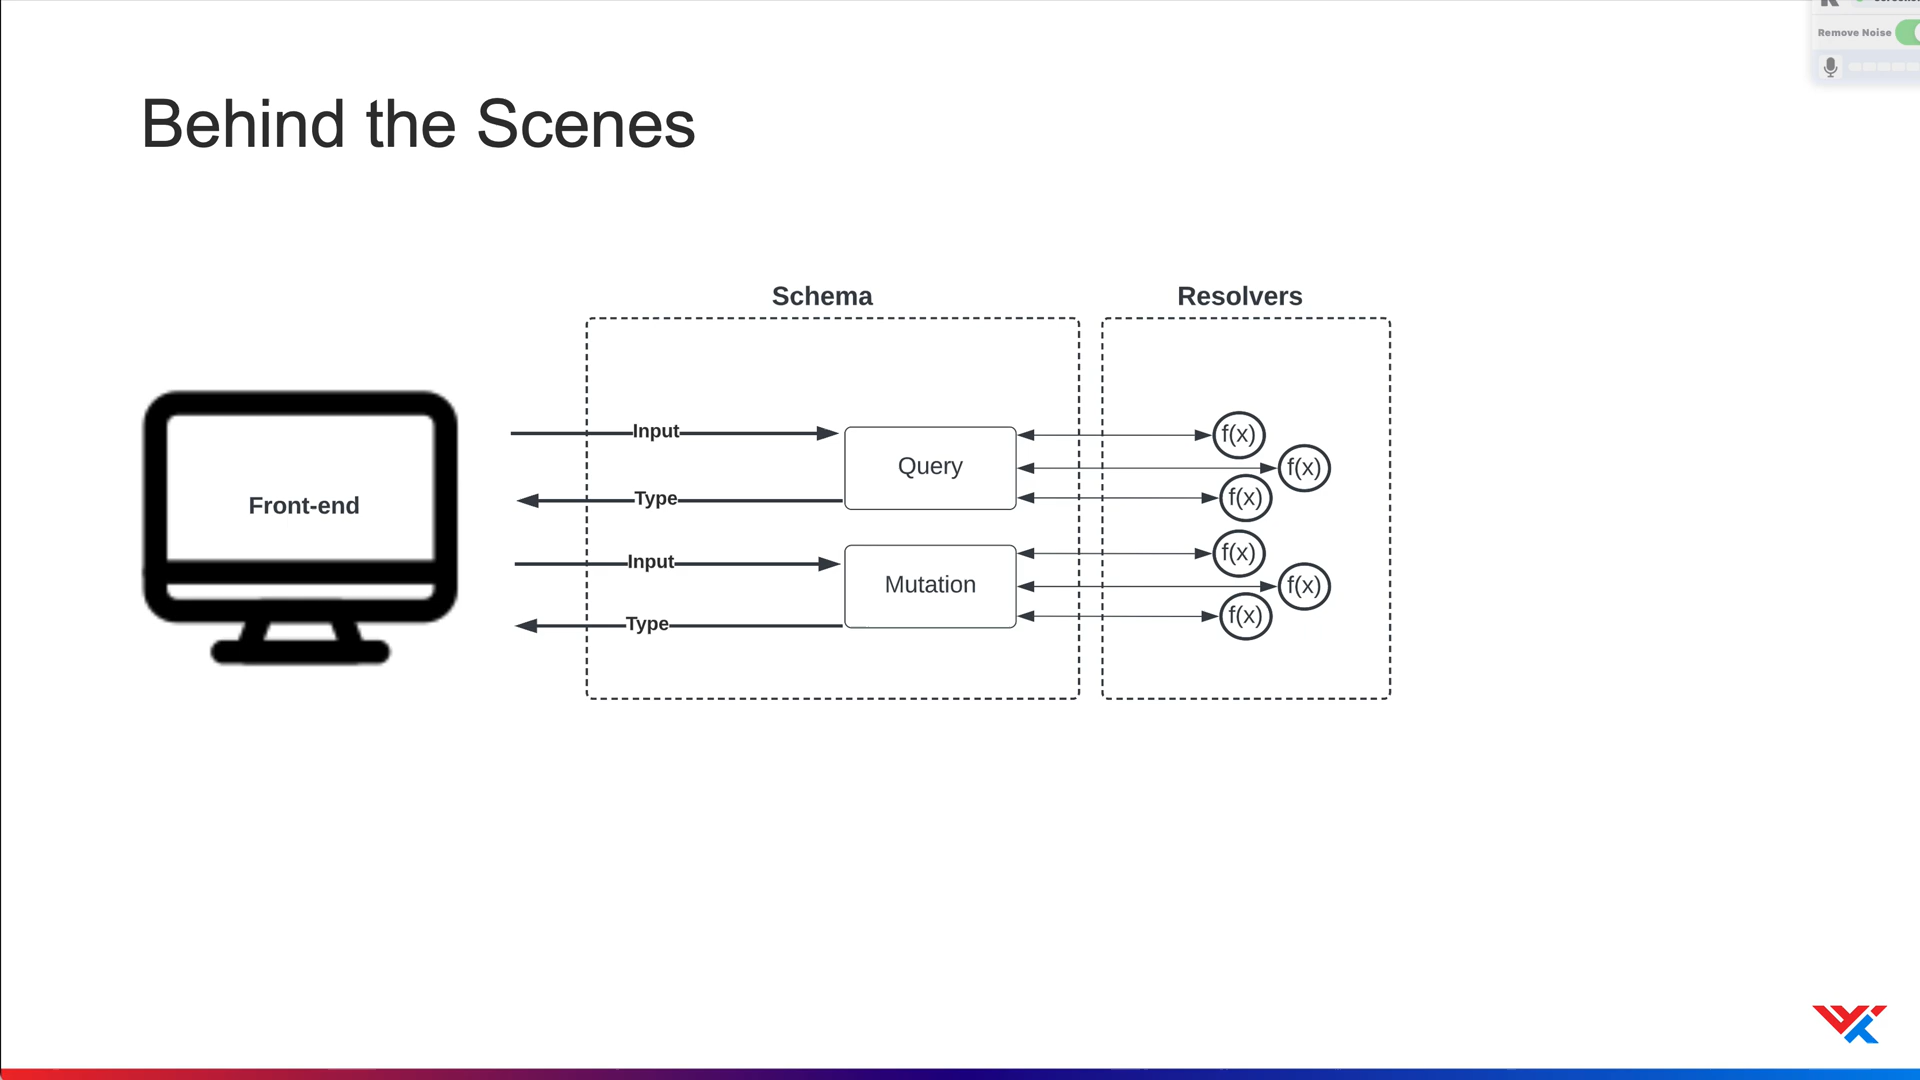 Remove Noise
Behind the Scenes
Schema
Resolvers
Front-end
Input
Type
Input
Type
Query
Mutation
f(x)
f(x)
f(x)
f(x)
f(x)
f(x)